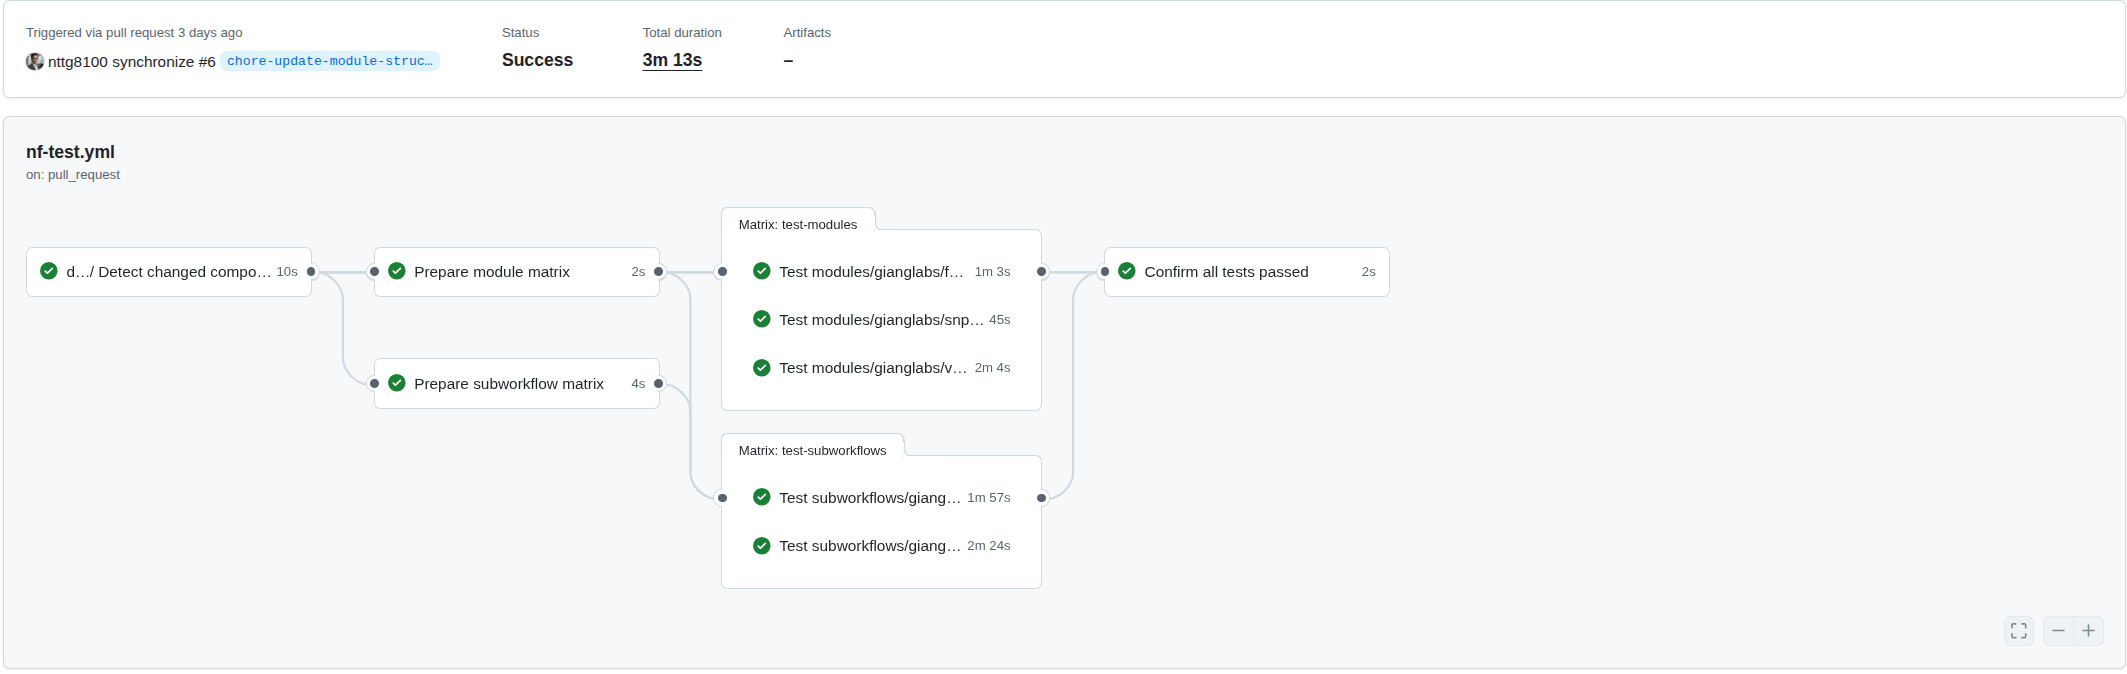 Triggered via pull request 3 days ago
nttg8100 synchronize #6 chore-update-module-struc…
Status
Success
Total duration
3m 13s
Artifacts
–
nf-test.yml
on: pull_request
d…/ Detect changed compo… 10s
Prepare module matrix 2s
Prepare subworkflow matrix 4s
Matrix: test-modules
Test modules/gianglabs/f… 1m 3s
Test modules/gianglabs/snp… 45s
Test modules/gianglabs/v… 2m 4s
Matrix: test-subworkflows
Test subworkflows/giang… 1m 57s
Test subworkflows/giang… 2m 24s
Confirm all tests passed 2s